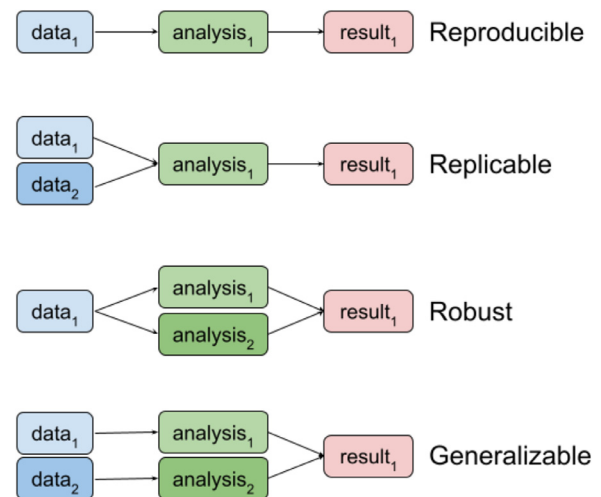 data₁ analysis₁ result₁ Reproducible
data₁
analysis₁ result₁ Replicable
data₂
analysis₁
data₁ result₁ Robust
analysis₂
data₁ analysis₁
result₁ Generalizable
data₂ analysis₂